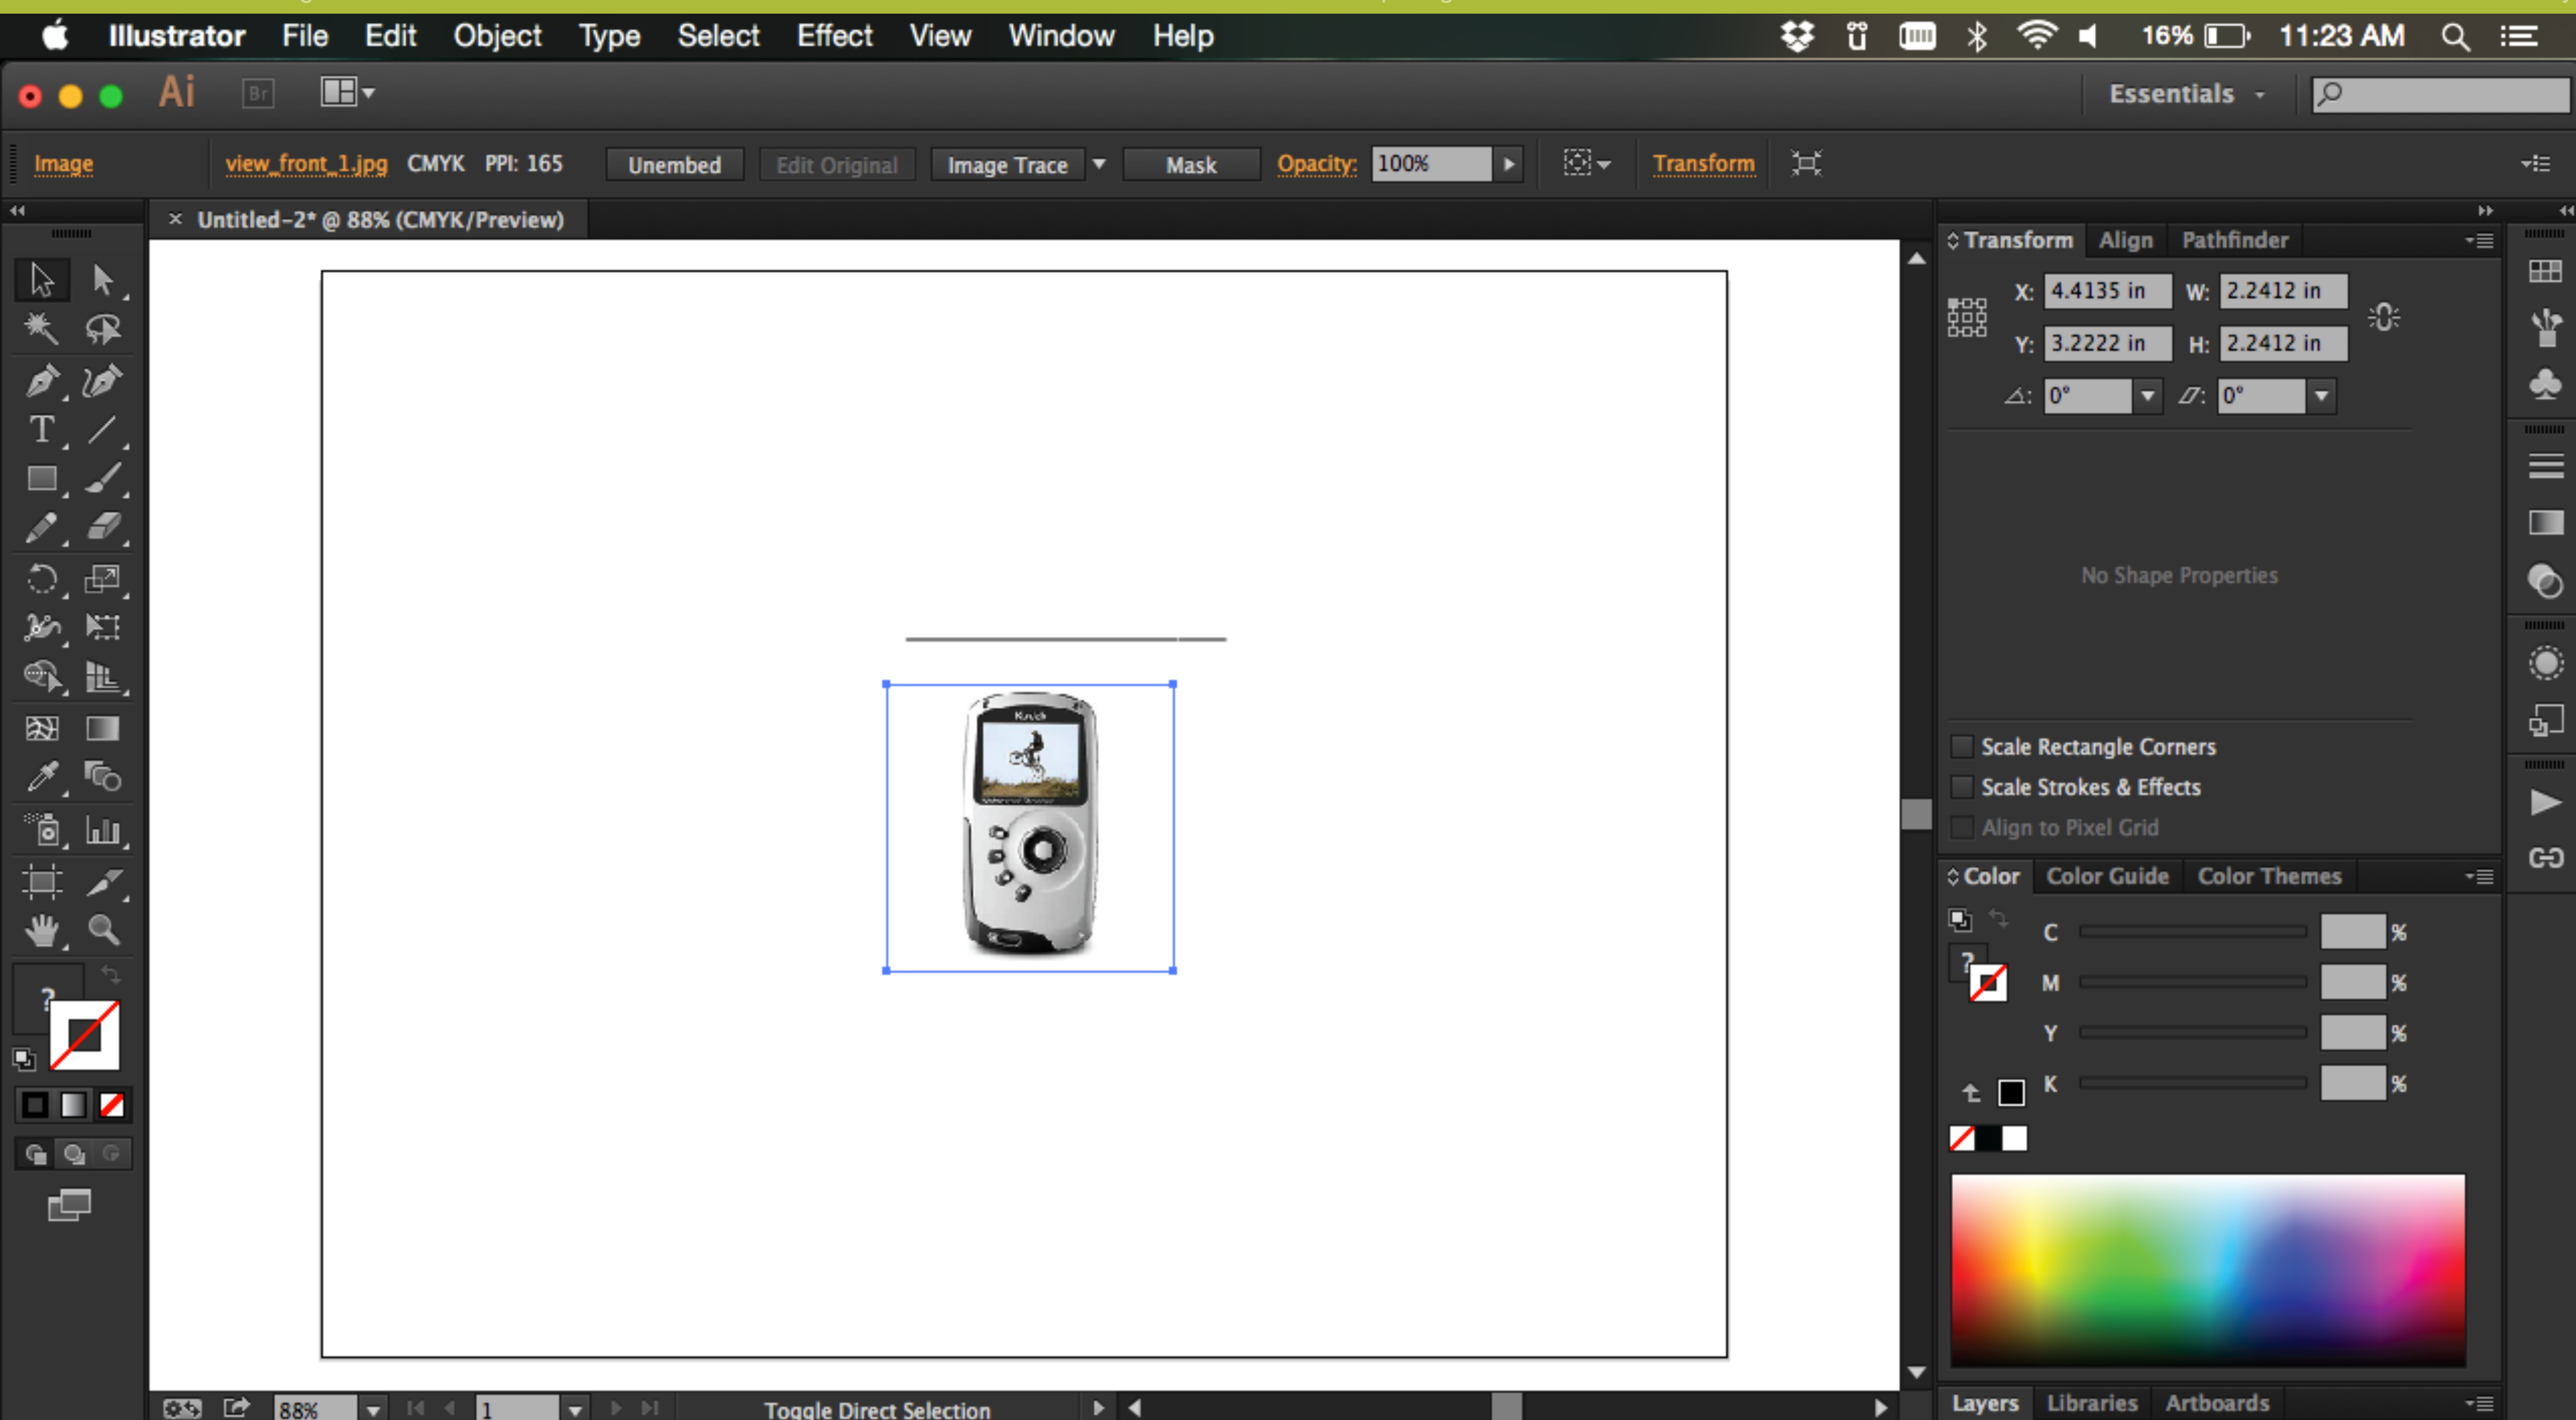 Illustrator File Edit Object Type Select Effect View Window Help 16% 11:23 AM
Ai Br Essentials
Image view_front_1.jpg CMYK PPI: 165 Unembed Edit Original Image Trace Mask Opacity: 100% Transform
× Untitled-2* @ 88% (CMYK/Preview)
Transform Align Pathfinder
X: 4.4135 in W: 2.2412 in
Y: 3.2222 in H: 2.2412 in
0° 0°
No Shape Properties
Kodak
Scale Rectangle Corners
Scale Strokes & Effects
Align to Pixel Grid
Color Color Guide Color Themes
C %
M %
Y %
K %
?
?
88% 1 Toggle Direct Selection
Layers Libraries Artboards